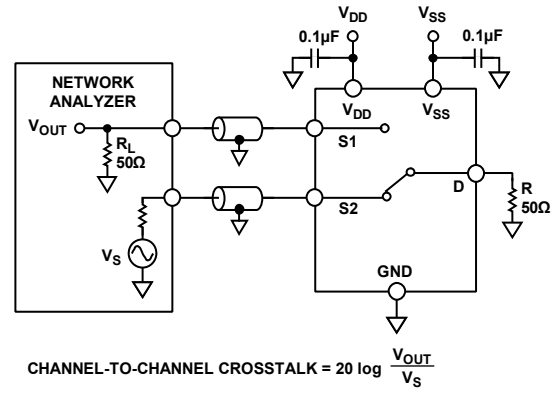 VDD VSS
0.1µF 0.1µF
NETWORK
ANALYZER
VDD VSS
VOUT
RL
50Ω
S1
S2
D
R
50Ω
VS
GND
CHANNEL-TO-CHANNEL CROSSTALK = 20 log VOUT
VS